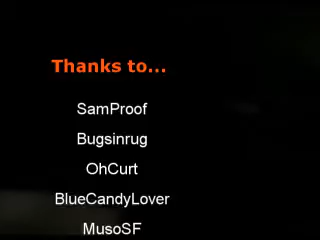 Thanks to...
SamProof
Bugsinrug
OhCurt
BlueCandyLover
MusoSF